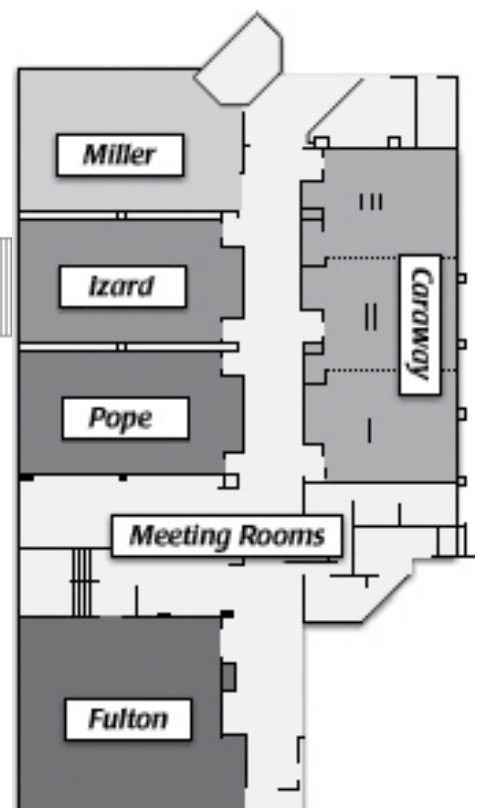 Miller
III
Izard
II
Caraway
Pope
I
Meeting Rooms
Fulton